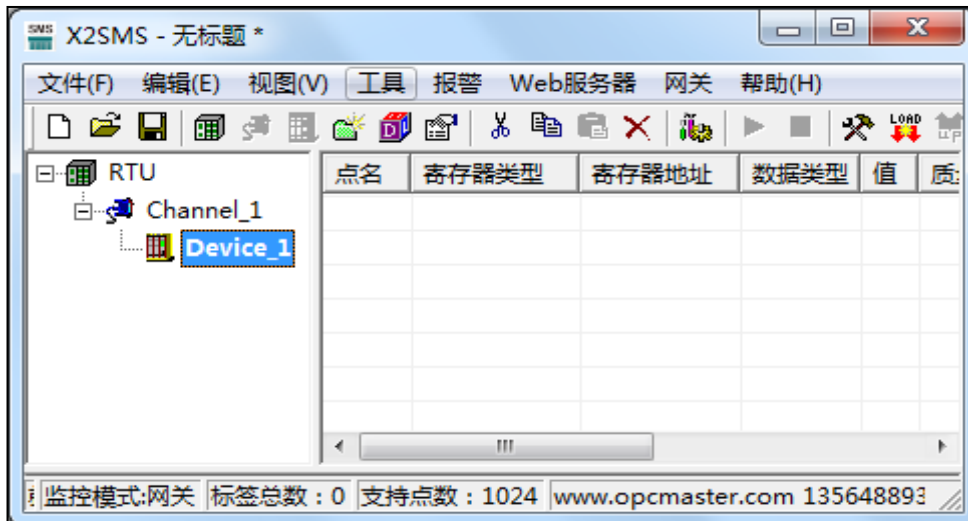 SMS X2SMS - 无标题 *
文件(F) 编辑(E) 视图(V) 工具 报警 Web服务器 网关 帮助(H)
LOAD
RTU
点名 寄存器类型 寄存器地址 数据类型 值
Channel_1
Device_1
监控模式:网关 标签总数：0 支持点数：1024 www.opcmaster.com 135648893